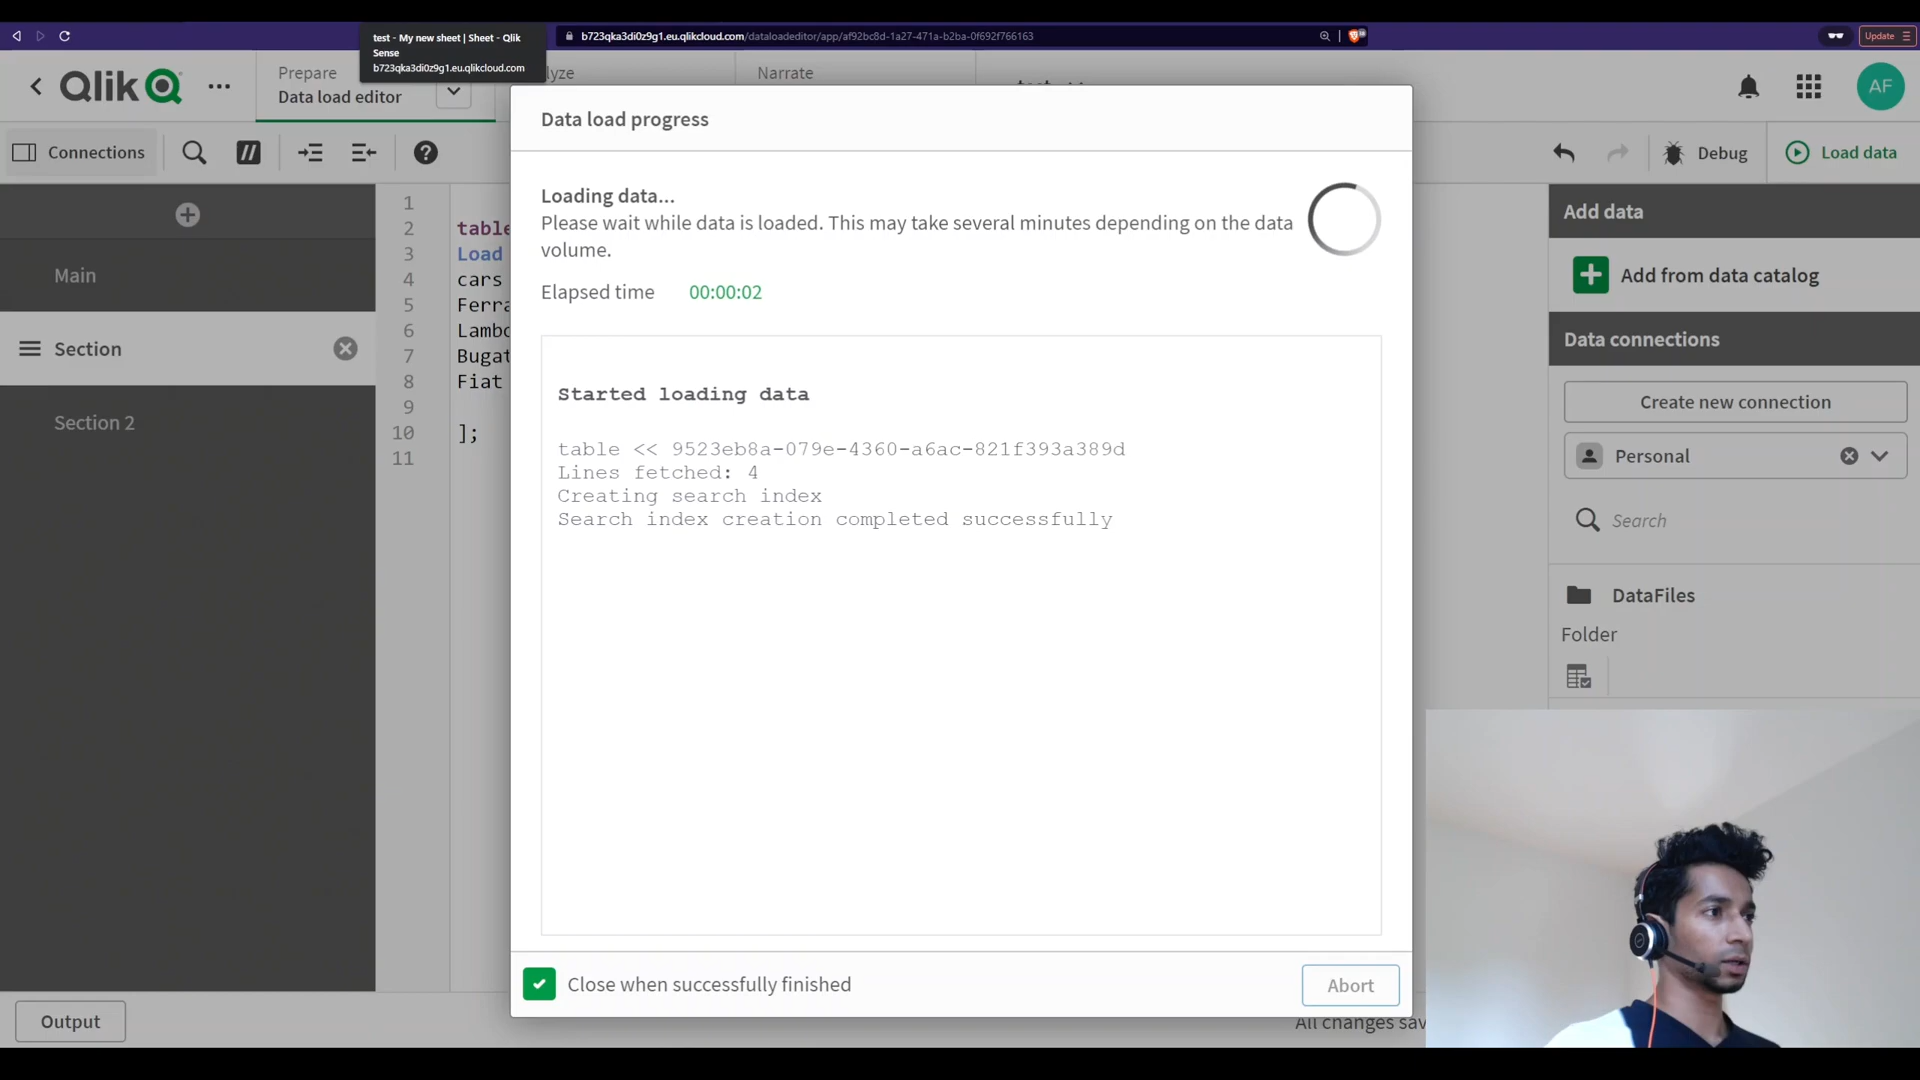 test - My new sheet | Sheet - Qlik
Sense
b723qka3di0z9g1.eu.qlikcloud.com
b723qka3di0z9g1.eu.qlikcloud.com/dataloadeditor/app/af92bc8d-1a27-471a-b2ba-0f692f766163
Update
Qlik
Prepare
Data load editor
lyze
Narrate
AF
Connections
Debug
Load data
Data load progress
Loading data...
Please wait while data is loaded. This may take several minutes depending on the data
volume.
Elapsed time 00:00:02
Started loading data
table << 9523eb8a-079e-4360-a6ac-821f393a389d
Lines fetched: 4
Creating search index
Search index creation completed successfully
Close when successfully finished
Abort
Main
Section
Section 2
1
2 table
3 Load
4 cars
5 Ferra
6 Lambo
7 Bugat
8 Fiat
9
10 ];
11
Add data
Add from data catalog
Data connections
Create new connection
Personal
Search
DataFiles
Folder
Output
All changes sav